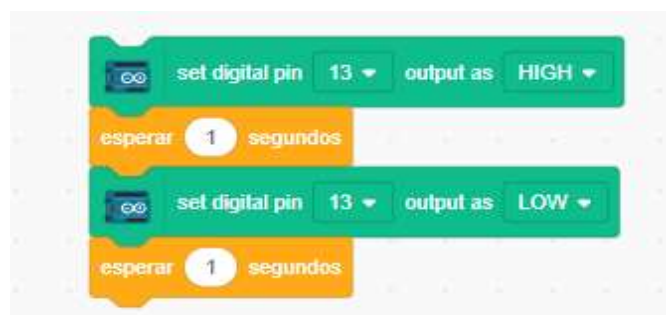 set digital pin 13 output as HIGH
esperar 1 segundos
set digital pin 13 output as LOW
esperar 1 segundos